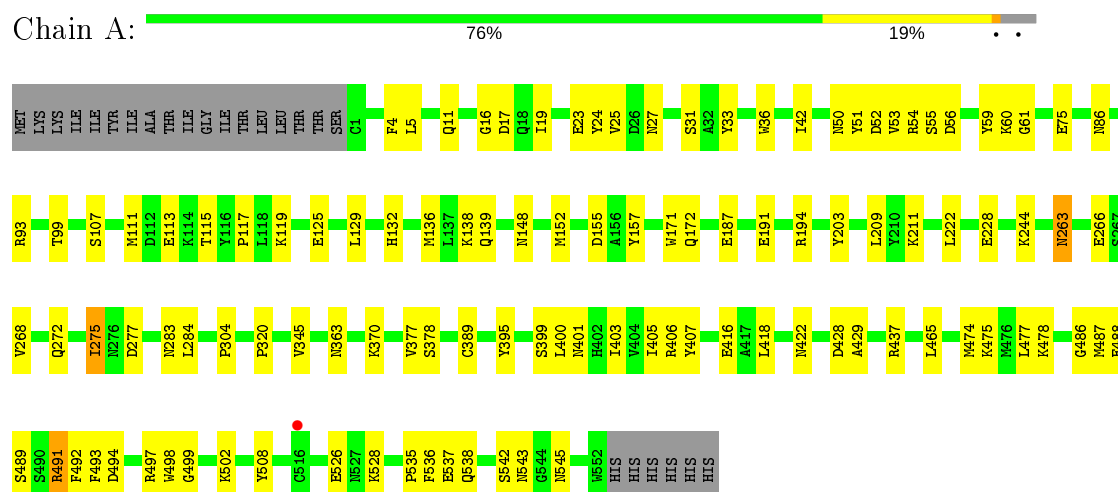 Chain A:
76% 19% • •
MET LYS LYS ILE ILE TYR ILE ALA THR ILE GLY ILE THR LEU LEU THR THR SER C1 F4 L5 Q11 G16 D17 Q18 I19 E23 Y24 V25 D26 N27 S31 A32 Y33 W36 I42 N50 Y51 D52 V53 R54 S55 D56 Y59 K60 G61 E75 N86
R93 T99 S107 M111 D112 E113 K114 T115 Y116 P117 L118 K119 E125 L129 H132 M136 L137 K138 Q139 N148 M152 D155 A156 Y157 W171 Q172 E187 E191 R194 Y203 L209 Y210 K211 L222 E228 K244 N263 E266 S267
V268 Q272 I275 N276 D277 N283 L284 P304 P320 V345 N363 K370 V377 S378 C389 Y395 S399 L400 N401 H402 I403 V404 I405 R406 Y407 E416 A417 L418 N422 D428 A429 R437 L465 M474 K475 M476 L477 K478 G486 M487 E488
S489 S490 R491 F492 F493 D494 R497 W498 G499 K502 Y508 C516 E526 N527 K528 P535 F536 E537 Q538 S542 N543 G544 N545 W552 HIS HIS HIS HIS HIS HIS